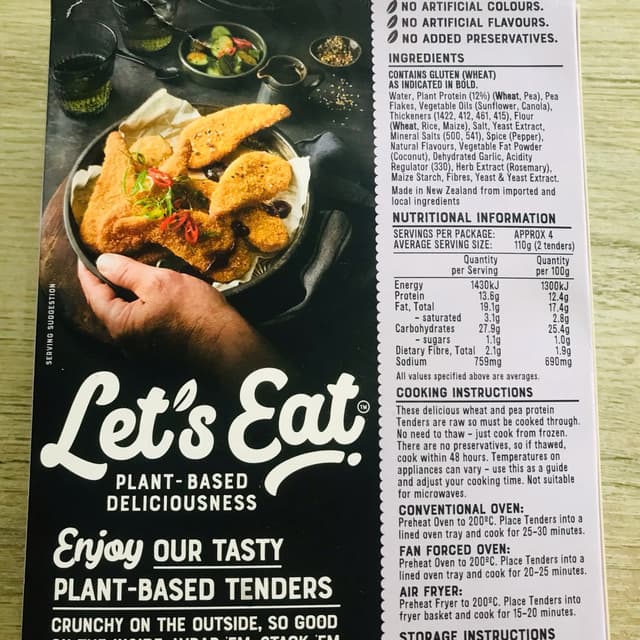 SERVING SUGGESTION
Let's Eat
TM
PLANT-BASED
DELICIOUSNESS
Enjoy OUR TASTY
PLANT-BASED TENDERS
CRUNCHY ON THE OUTSIDE, SO GOOD
ON THE INSIDE. WRAP 'EM, STACK 'EM
NO ARTIFICIAL COLOURS.
NO ARTIFICIAL FLAVOURS.
NO ADDED PRESERVATIVES.
INGREDIENTS
CONTAINS GLUTEN (WHEAT)
AS INDICATED IN BOLD.
Water, Plant Protein (12%) (Wheat, Pea), Pea
Flakes, Vegetable Oils (Sunflower, Canola),
Thickeners (1422, 412, 461, 415), Flour
(Wheat, Rice, Maize), Salt, Yeast Extract,
Mineral Salts (500, 541), Spice (Pepper),
Natural Flavours, Vegetable Fat Powder
(Coconut), Dehydrated Garlic, Acidity
Regulator (330), Herb Extract (Rosemary),
Maize Starch, Fibres, Yeast & Yeast Extract.
Made in New Zealand from imported and
local ingredients
NUTRITIONAL INFORMATION
SERVINGS PER PACKAGE: APPROX 4
AVERAGE SERVING SIZE: 110g (2 tenders)
Quantity Quantity
per Serving per 100g
Energy 1430kJ 1300kJ
Protein 13.6g 12.4g
Fat, Total 19.1g 17.4g
– saturated 3.1g 2.8g
Carbohydrates 27.9g 25.4g
– sugars 1.1g 1.0g
Dietary Fibre, Total 2.1g 1.9g
Sodium 759mg 690mg
All values specified above are averages.
COOKING INSTRUCTIONS
These delicious wheat and pea protein
Tenders are raw so must be cooked through.
No need to thaw – just cook from frozen.
There are no preservatives, so if thawed,
cook within 48 hours. Temperatures on
appliances can vary – use this as a guide
and adjust your cooking time. Not suitable
for microwaves.
CONVENTIONAL OVEN:
Preheat Oven to 200ºC. Place Tenders into a
lined oven tray and cook for 25-30 minutes.
FAN FORCED OVEN:
Preheat Oven to 200ºC. Place Tenders into a
lined oven tray and cook for 20-25 minutes.
AIR FRYER:
Preheat Fryer to 200ºC. Place Tenders into
fryer basket and cook for 15-20 minutes.
STORAGE INSTRUCTIONS